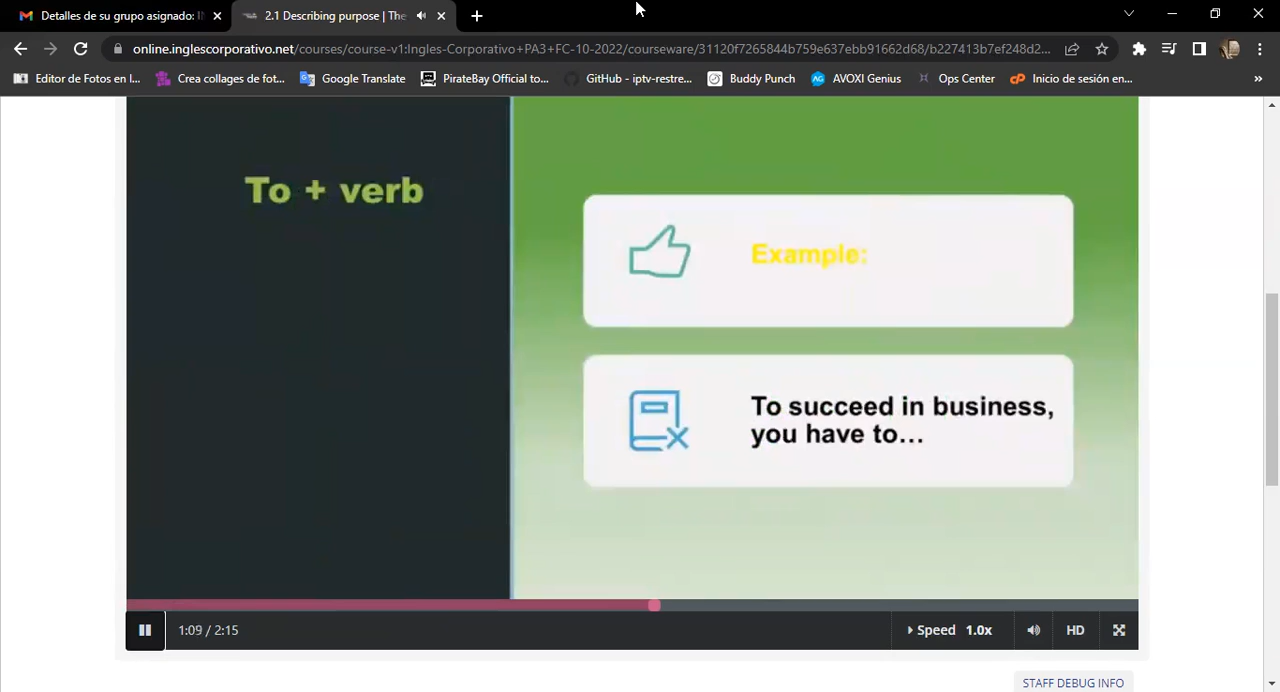 Detalles de su grupo asignado: I
2.1 Describing purpose | The
online.inglescorporativo.net/courses/course-v1:Ingles-Corporativo+PA3+FC-10-2022/courseware/31120f7265844b759e637ebb91662d68/b227413b7ef248d2...
Editor de Fotos en l...
Crea collages de fot...
Google Translate
PirateBay Official to...
GitHub - iptv-restre...
Buddy Punch
AVOXI Genius
Ops Center
Inicio de sesión en...
»
To + verb
Example:
To succeed in business,
you have to...
1:09 / 2:15
Speed 1.0x
HD
STAFF DEBUG INFO